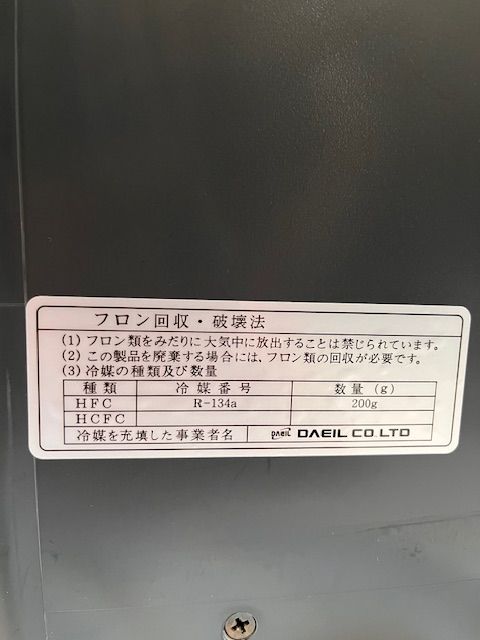 フロン回収・破壊法
(1) フロン類をみだりに大気中に放出することは禁じられています。
(2) この製品を廃棄する場合には、フロン類の回収が必要です。
(3) 冷媒の種類及び数量
種類 冷媒番号 数量 (g)
HFC R-134a 200g
HCFC
冷媒を充填した事業者名 DAEIL DAEIL CO.LTD